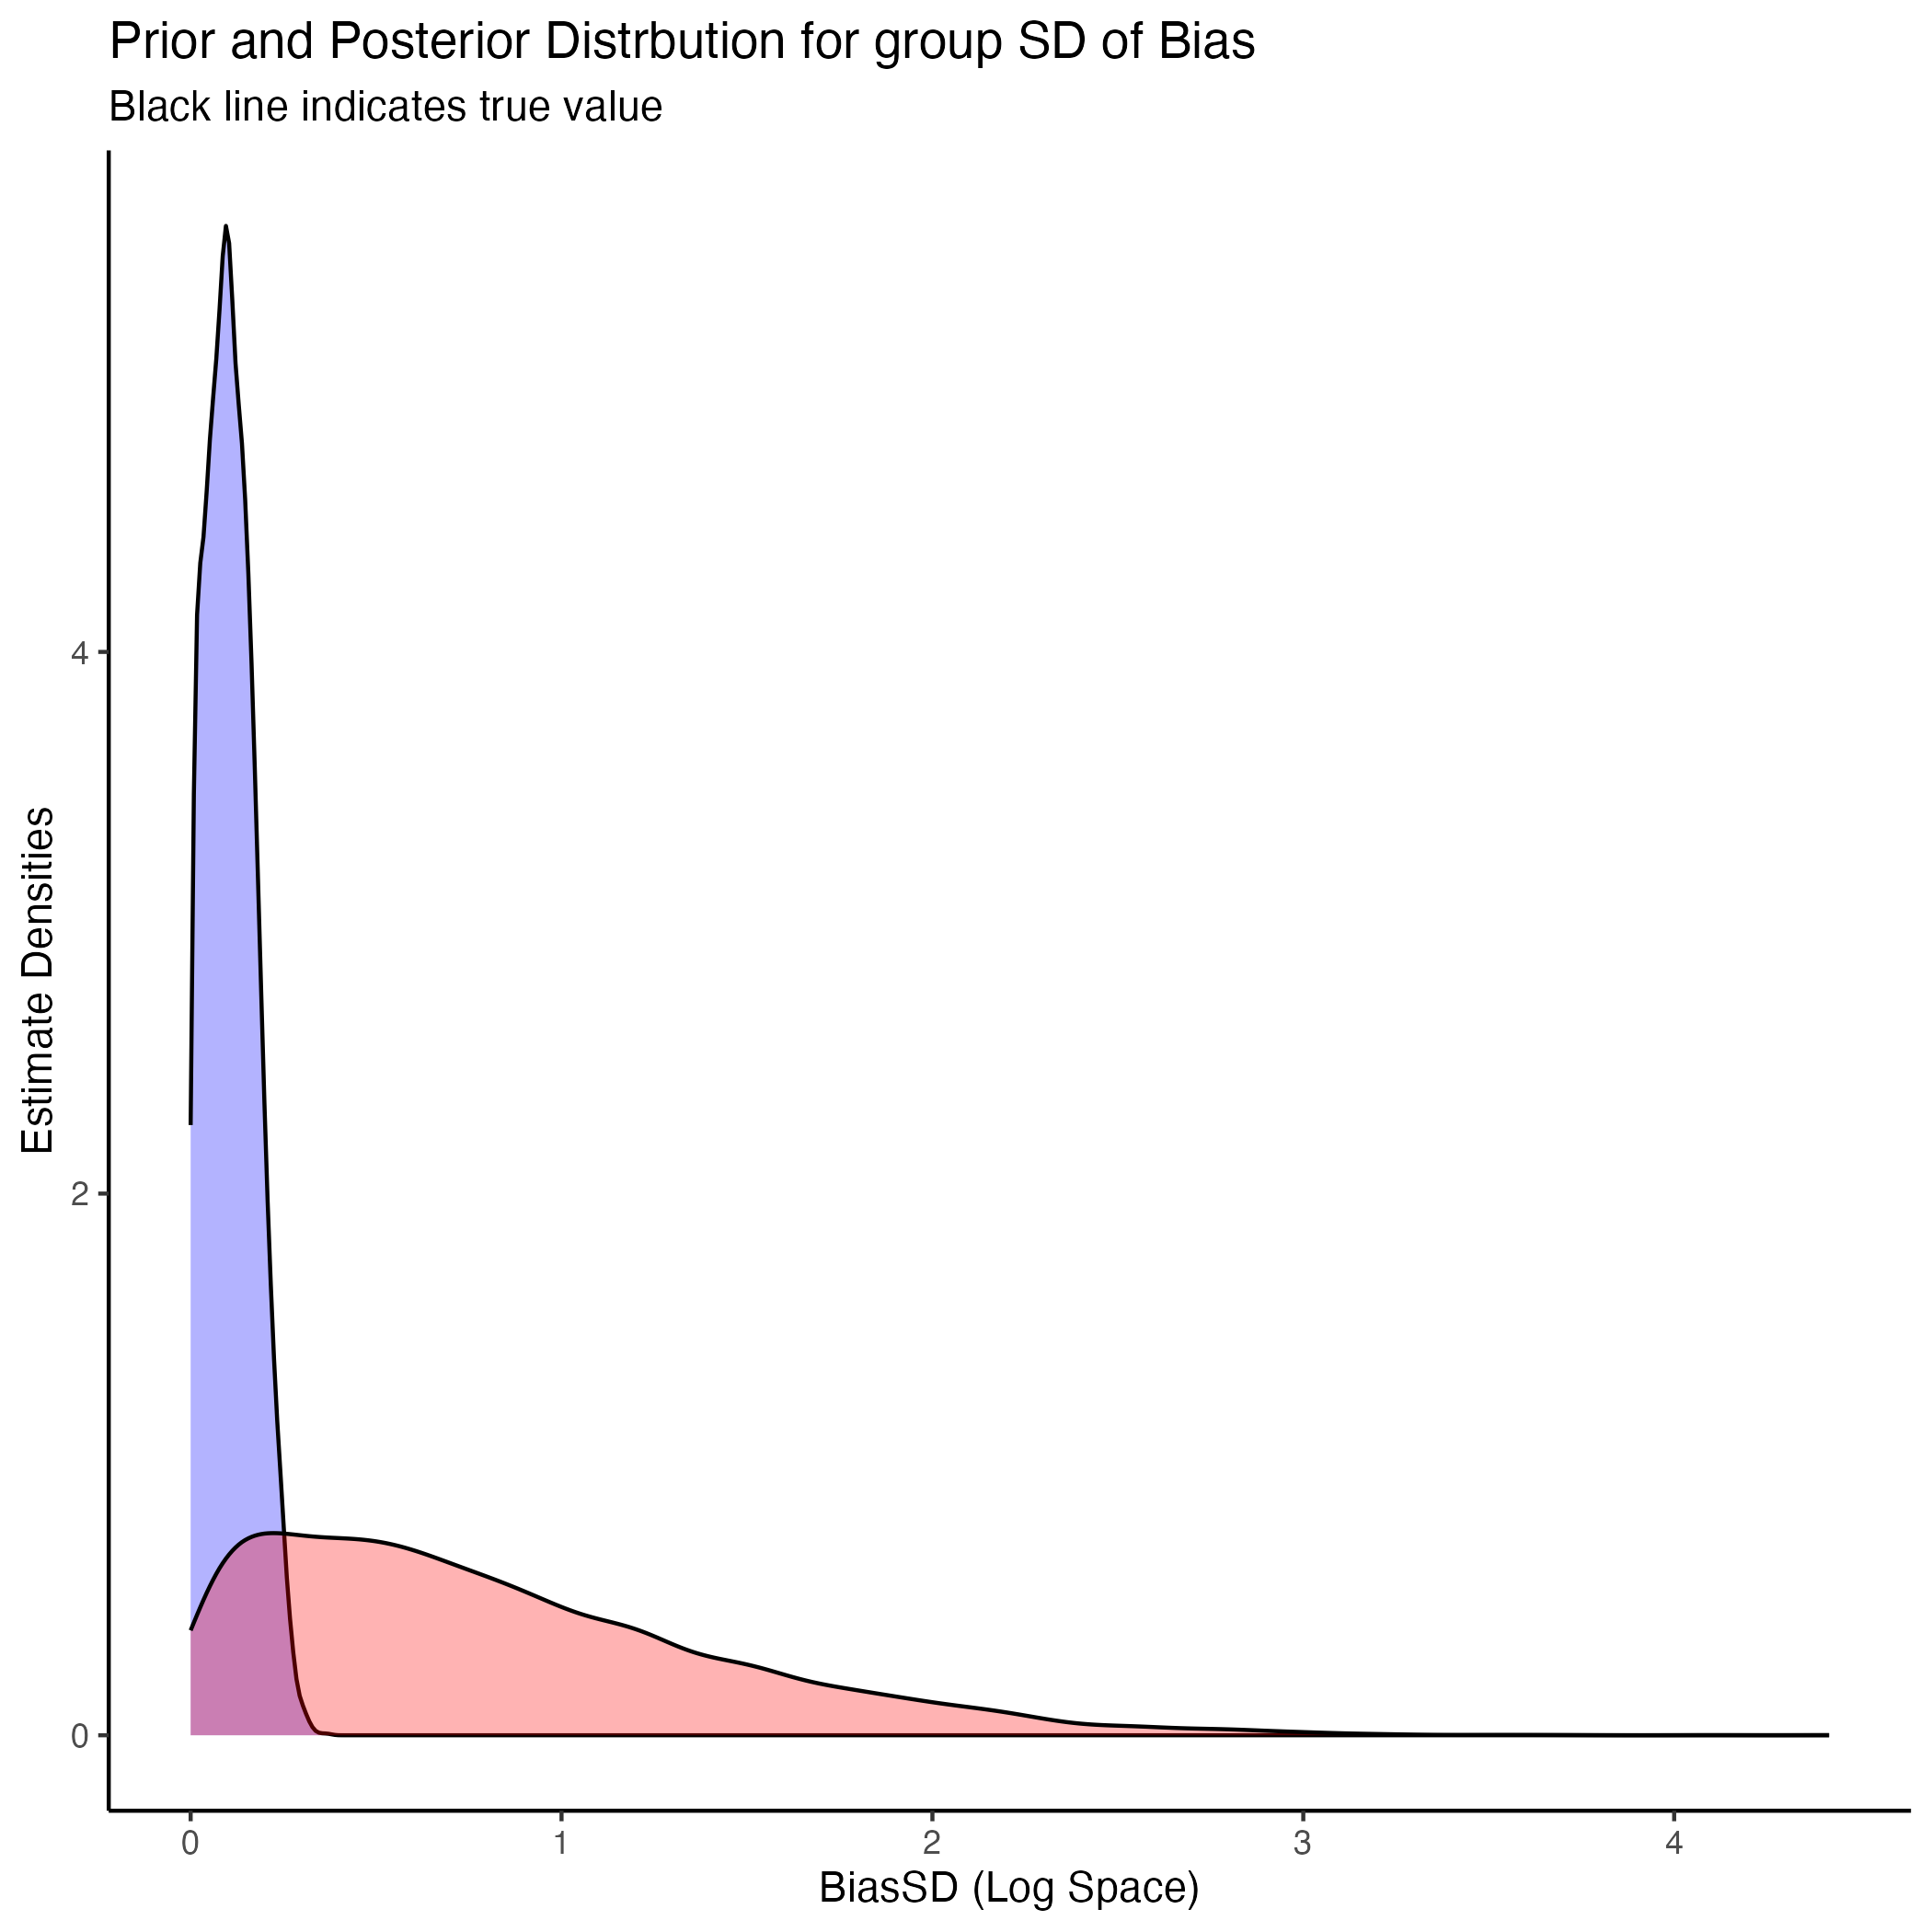 Prior and Posterior Distrbution for group SD of Bias
Black line indicates true value
Estimate Densities
4
2
0
0 1 2 3 4
BiasSD (Log Space)